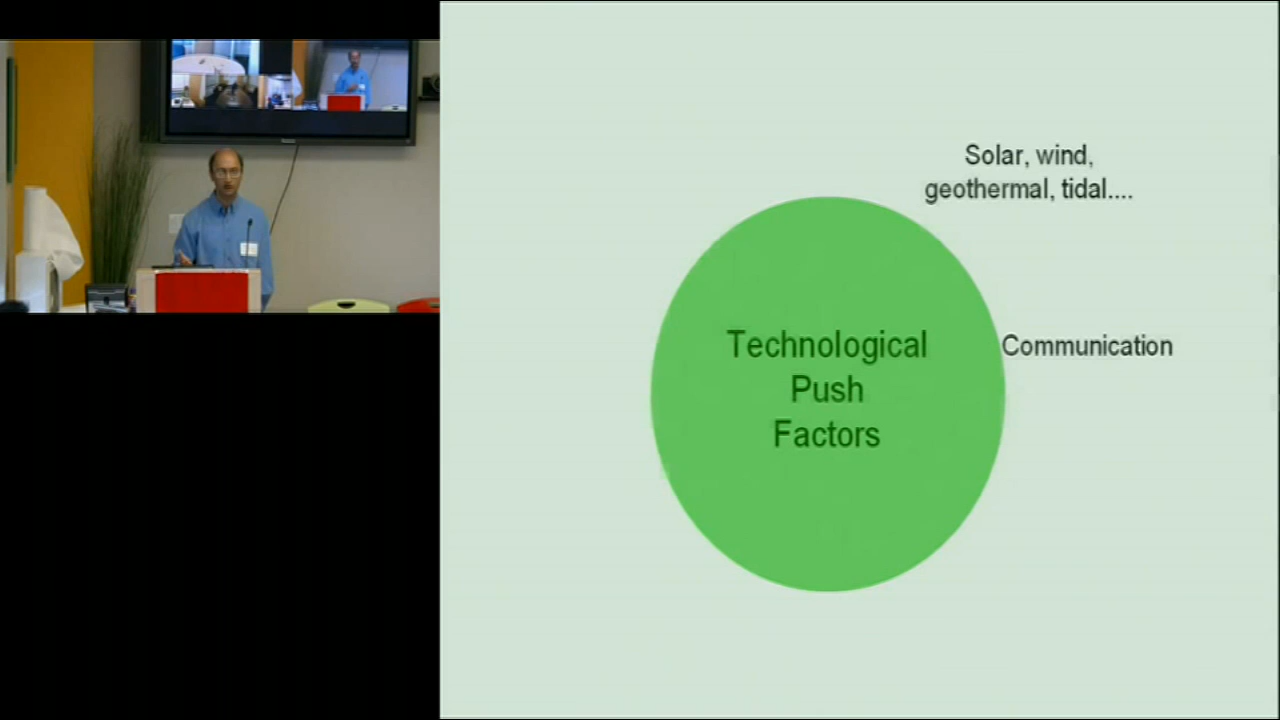 Solar, wind,
geothermal, tidal....
Technological
Push
Factors
Communication